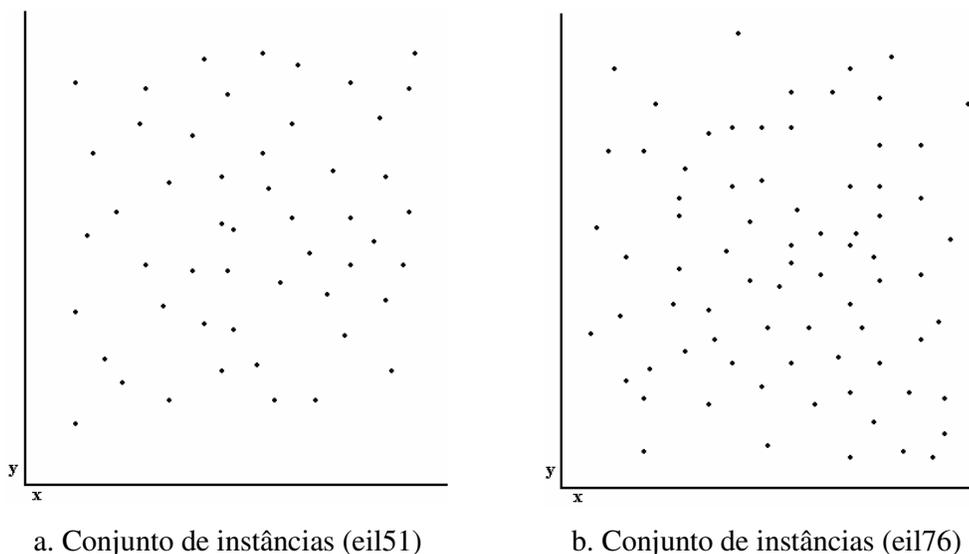 y
x
a. Conjunto de instâncias (eil51)
y
x
b. Conjunto de instâncias (eil76)